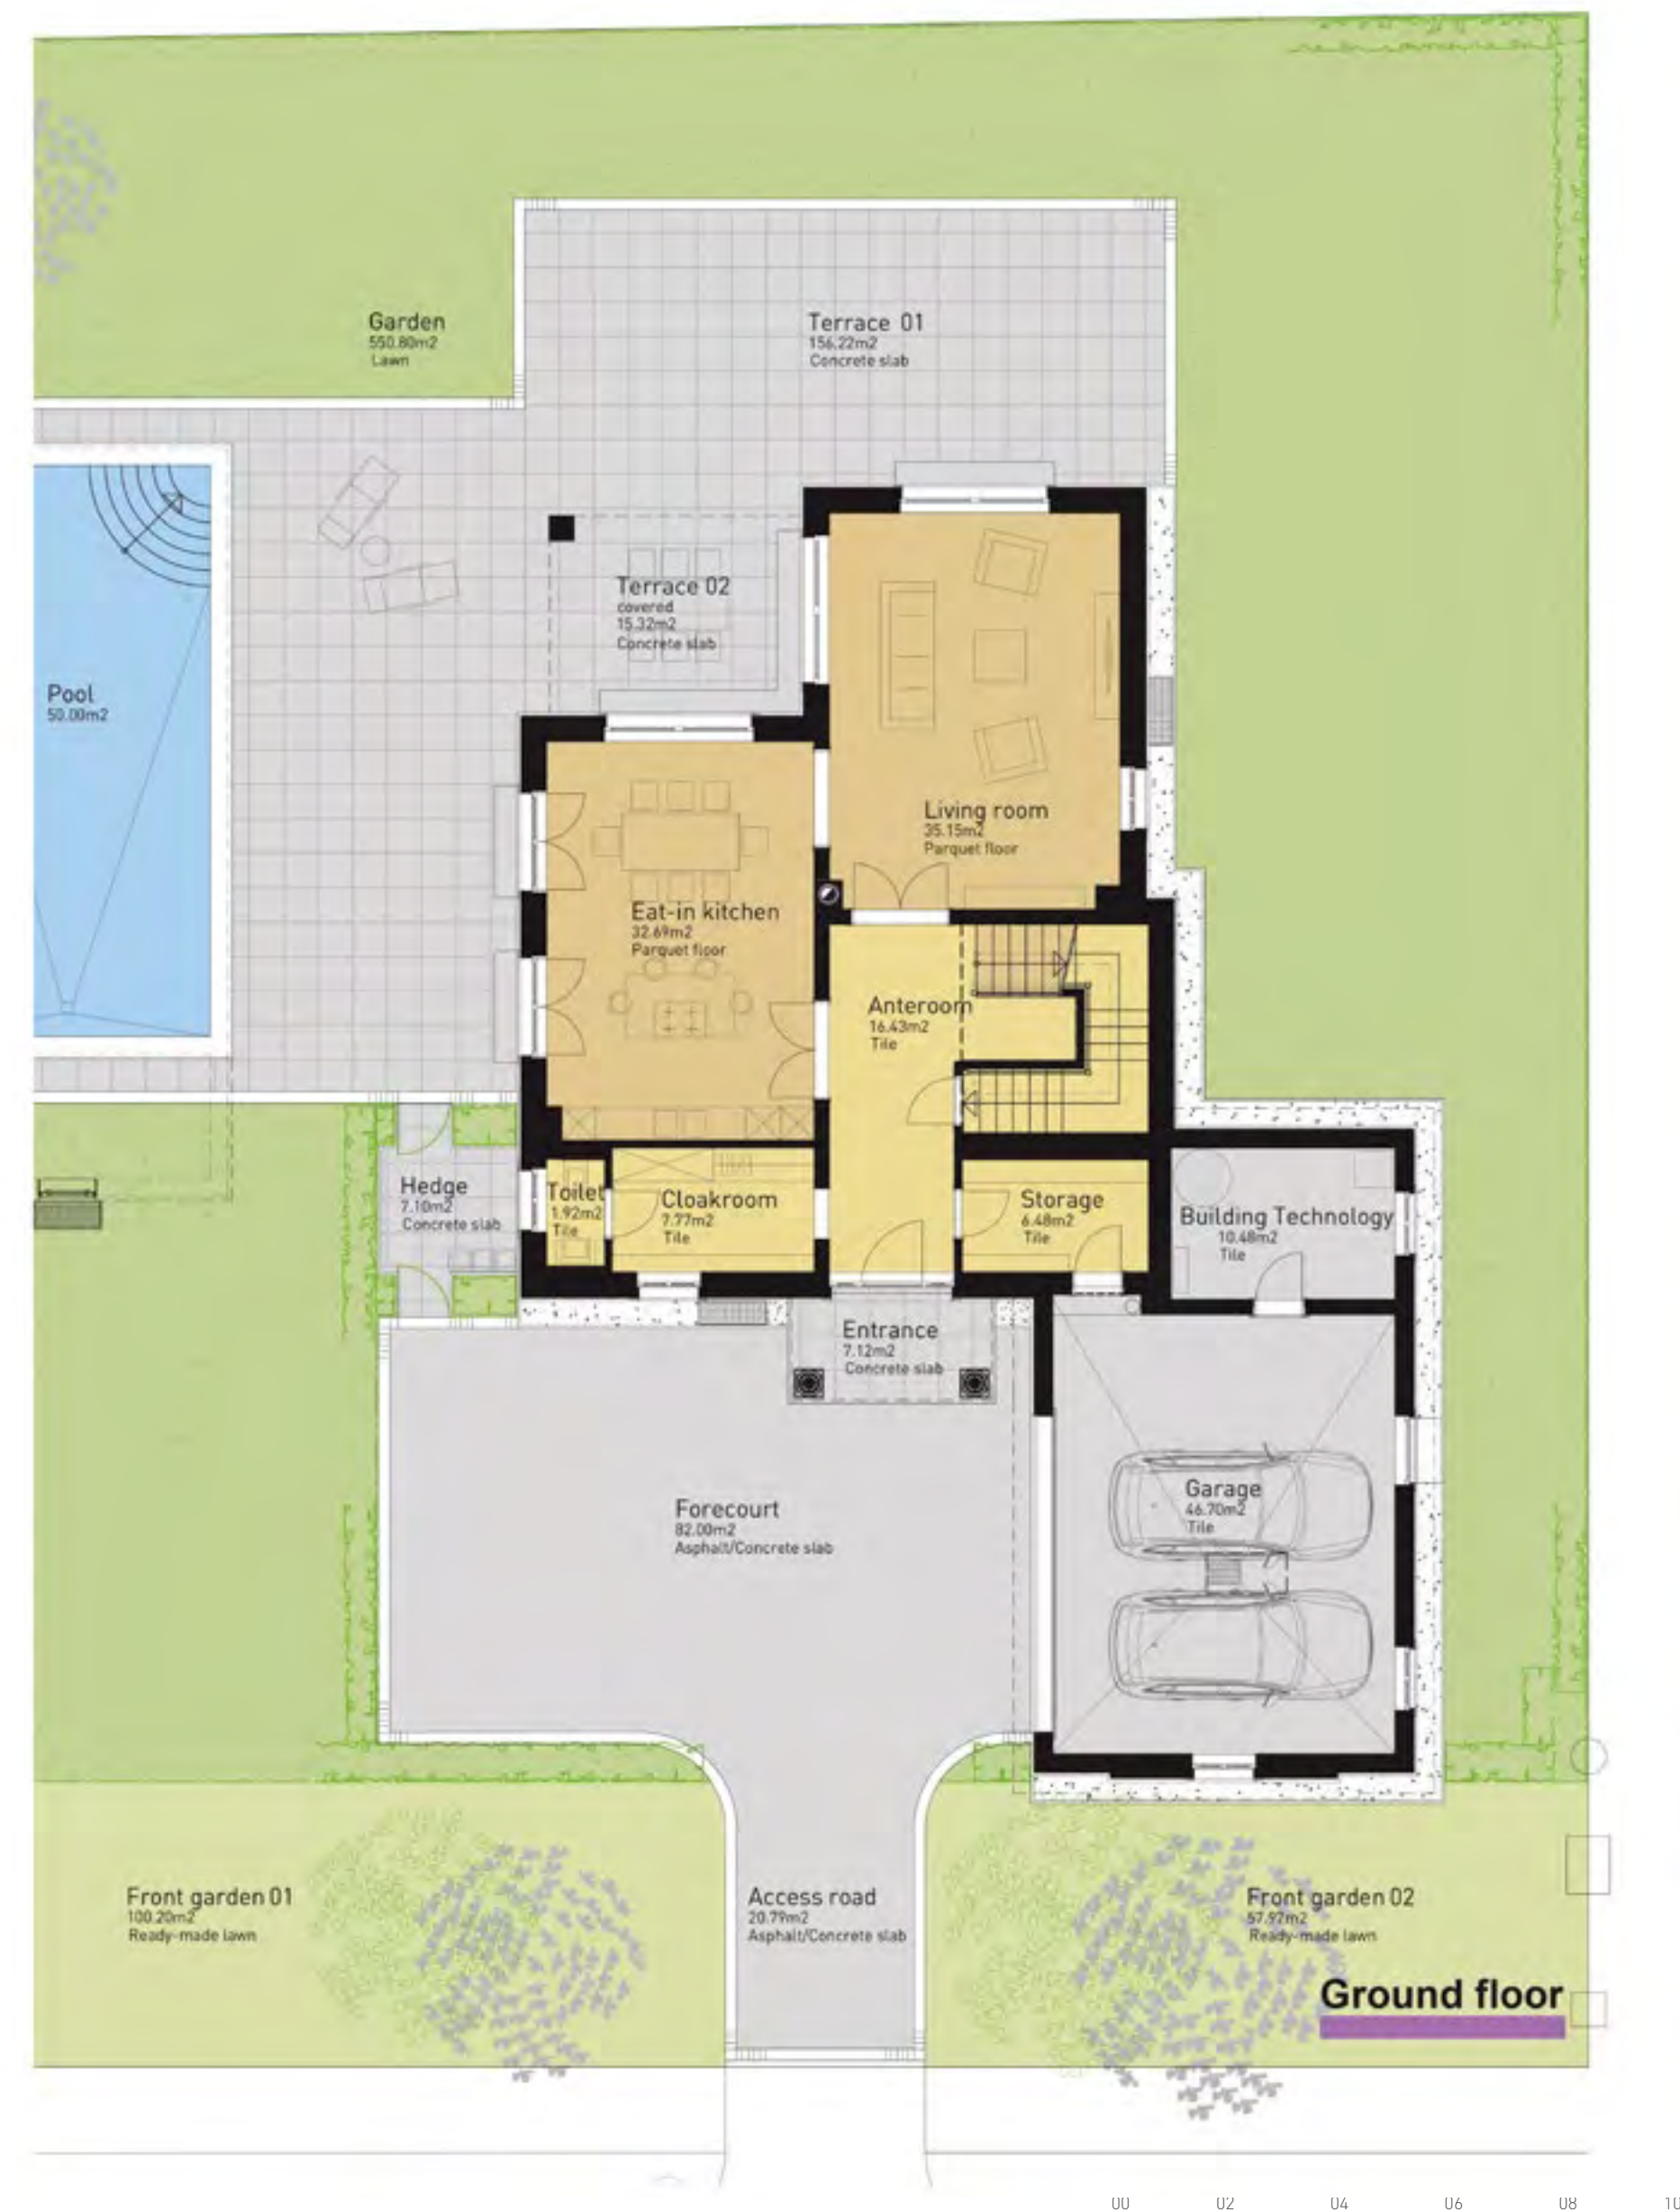 Garden
550.80m2
Lawn
Terrace 01
156.22m2
Concrete slab
Terrace 02
covered
15.32m2
Concrete slab
Pool
50.00m2
Living room
35.15m2
Parquet floor
Eat-in kitchen
32.69m2
Parquet floor
Anteroom
16.43m2
Tile
Hedge
7.10m2
Concrete slab
Toilet
1.92m2
Tile
Cloakroom
7.77m2
Tile
Storage
6.48m2
Tile
Building Technology
10.48m2
Tile
Entrance
7.12m2
Concrete slab
Forecourt
82.00m2
Asphalt/Concrete slab
Garage
46.70m2
Tile
Front garden 01
100.20m2
Ready-made lawn
Access road
20.79m2
Asphalt/Concrete slab
Front garden 02
57.97m2
Ready-made lawn
Ground floor
00 02 04 06 08 10